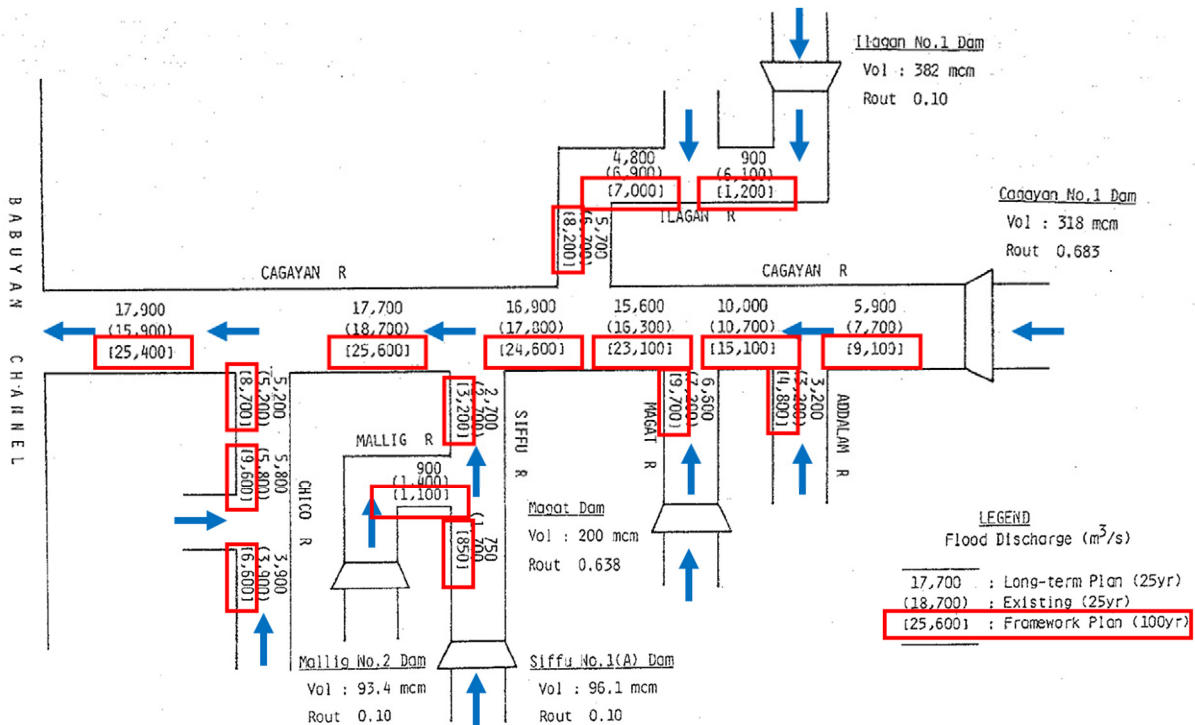 Ilagan No.1 Dam
Vol : 382 mcm
Rout 0.10
4,800
(6,900)
[7,000]
900
(6,100)
[1,200]
ILAGAN R
5,700
[8,200]
Cagayan No.1 Dam
Vol : 318 mcm
Rout 0.683
BABUYAN CHANNEL
CAGAYAN R
CAGAYAN R
17,900
(15,900)
[25,400]
17,700
(18,700)
[25,600]
16,900
(17,800)
[24,600]
15,600
(16,300)
[23,100]
10,000
(10,700)
[15,100]
5,900
(7,700)
[9,100]
5,200
(5,200)
[8,700]
5,800
(5,800)
[9,600]
3,900
(3,900)
[6,600]
CHICO R
MALLIG R
900
(1,400)
[1,100]
2,700
[3,200]
SIFFU R
750
[850]
6,600
[9,700]
MAGAT R
3,200
(3,200)
[4,800]
ADDALAM R
Magat Dam
Vol : 200 mcm
Rout 0.638
Mallig No.2 Dam
Vol : 93.4 mcm
Rout 0.10
Siffu No.1(A) Dam
Vol : 96.1 mcm
Rout 0.10
LEGEND
Flood Discharge (m³/s)
17,700 : Long-term Plan (25yr)
(18,700) : Existing (25yr)
[25,600] : Framework Plan (100yr)